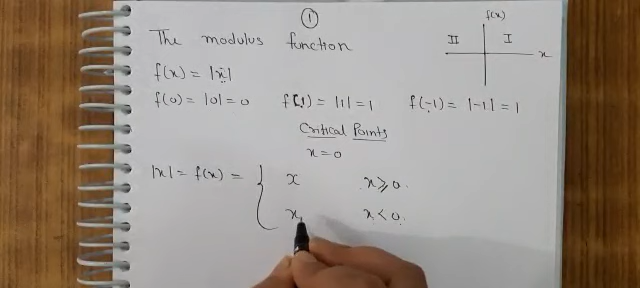 ①
f(x)
The modulus function
II I
x
f(x) = |x|
f(0) = |0| = 0 f(1) = |1| = 1 f(-1) = |-1| = 1
Critical Points
x = 0
|x| = f(x) = { x x ⩾ 0.
x x < 0.